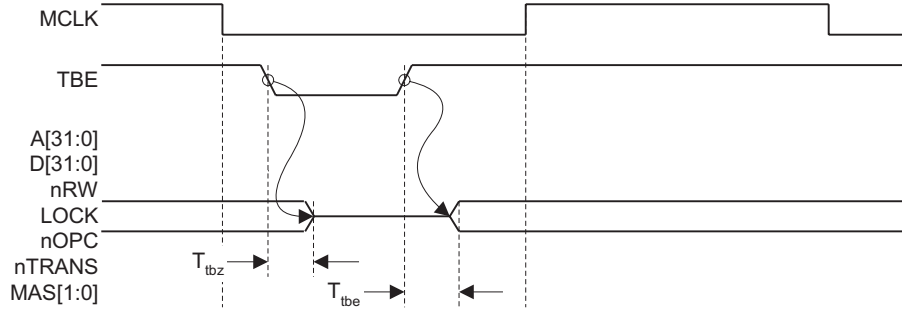 MCLK
TBE
A[31:0]
D[31:0]
nRW
LOCK
nOPC
nTRANS
MAS[1:0]
Ttbz
Ttbe